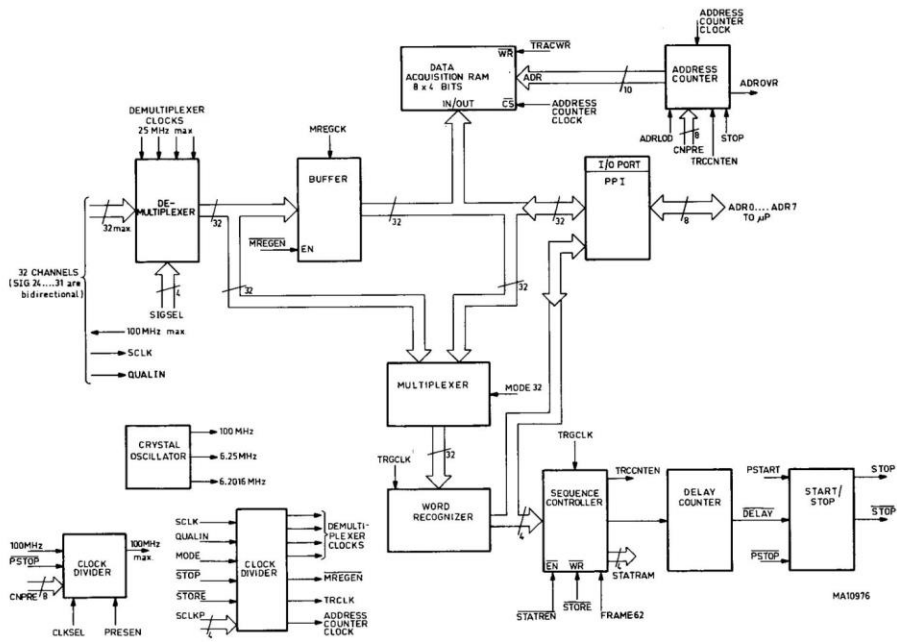 ADDRESS
COUNTER
CLOCK
DATA
ACQUISITION RAM
8 x 4 BITS
IN/OUT
WR
ADR
CS
TRACWR
10
ADDRESS
COUNTER
CLOCK
ADDRESS
COUNTER
ADROVR
ADRLOD
CNPRE
8
TRCCNTEN
STOP
DEMULTIPLEXER
CLOCKS
25 MHz max
MREGCK
DE-
MULTIPLEXER
32max
32
BUFFER
EN
MREGEN
32
I/O PORT
PPI
32
8
ADR0....ADR7
TO µP
32 CHANNELS
(SIG 24....31 are
bidirectional)
4
SIGSEL
32
32
100MHz max.
SCLK
QUALIN
MULTIPLEXER
MODE 32
32
CRYSTAL
OSCILLATOR
100 MHz
6.25MHz
6.2016 MHz
TRGCLK
WORD
RECOGNIZER
4
TRGCLK
SEQUENCE
CONTROLLER
EN
WR
TRCCNTEN
4
STATRAM
STATREN
STORE
FRAME62
DELAY
COUNTER
DELAY
PSTART
PSTOP
START/
STOP
STOP
STOP
100MHz
PSTOP
CNPRE
8
CLOCK
DIVIDER
100MHz
max.
CLKSEL
PRESEN
SCLK
QUALIN
MODE
STOP
STORE
SCLKP
4
CLOCK
DIVIDER
DEMULTI-
PLEXER
CLOCKS
MREGEN
TRCLK
ADDRESS
COUNTER
CLOCK
MA10976